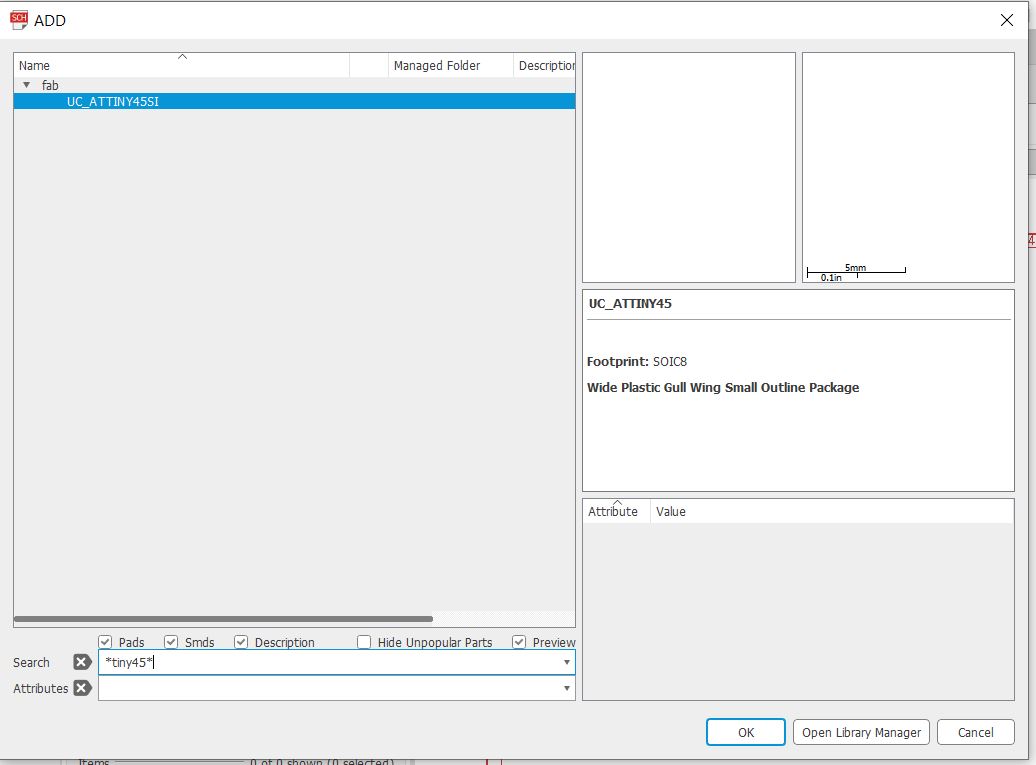 SCH ADD
Name Managed Folder Description
fab
UC_ATTINY45SI
5mm
0.1in
4
UC_ATTINY45
Footprint: SOIC8
Wide Plastic Gull Wing Small Outline Package
Attribute Value
Pads Smds Description Hide Unpopular Parts Preview
Search *tiny45*
Attributes
OK Open Library Manager Cancel
Items 0 of 0 shown (0 selected)